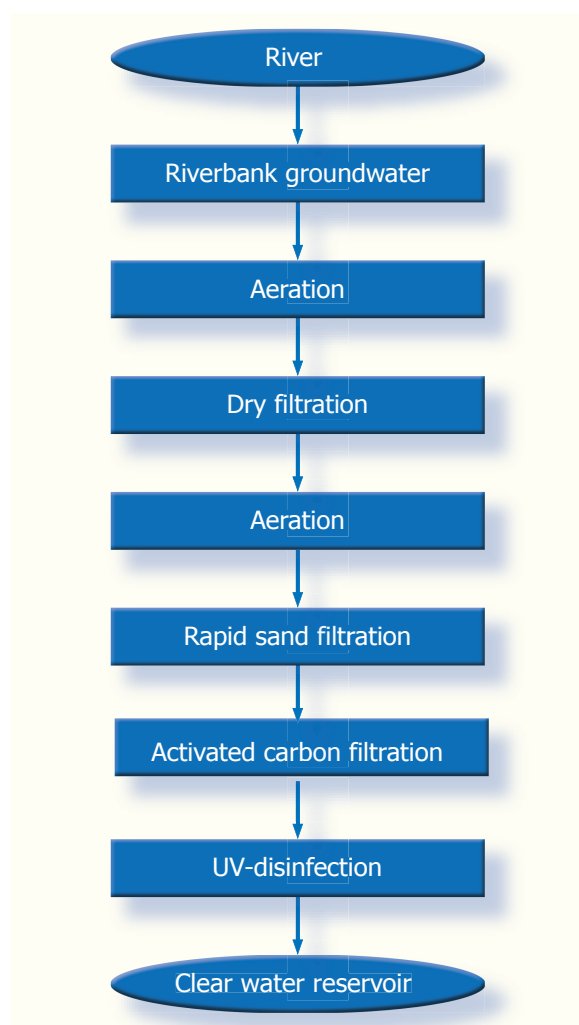 River
Riverbank groundwater
Aeration
Dry filtration
Aeration
Rapid sand filtration
Activated carbon filtration
UV-disinfection
Clear water reservoir